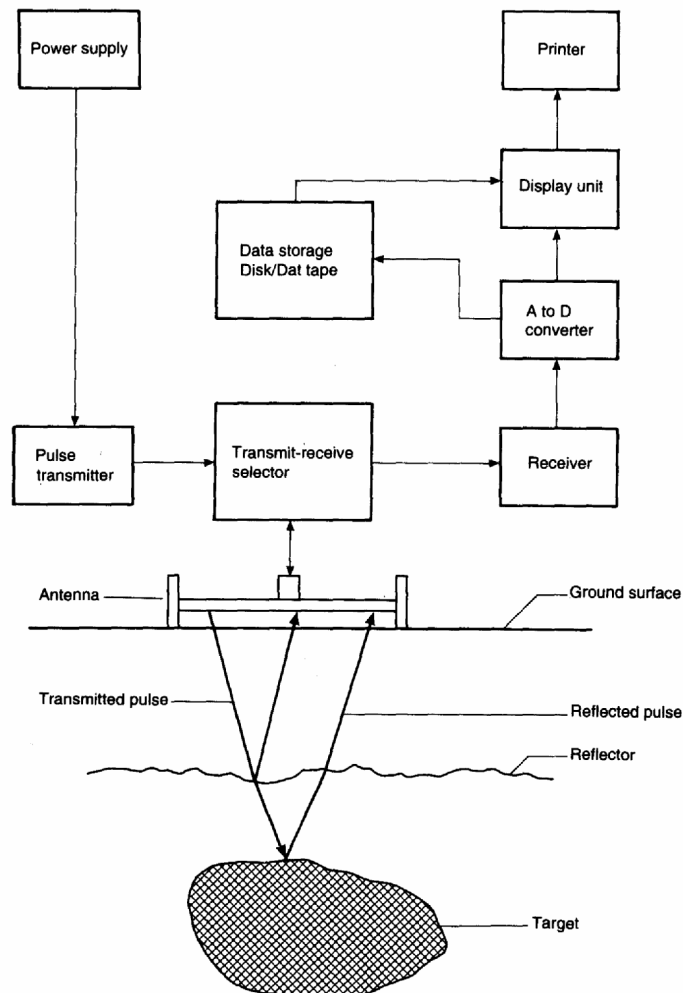 Power supply
Printer
Display unit
Data storage
Disk/Dat tape
A to D
converter
Pulse
transmitter
Transmit-receive
selector
Receiver
Antenna
Ground surface
Transmitted pulse
Reflected pulse
Reflector
Target